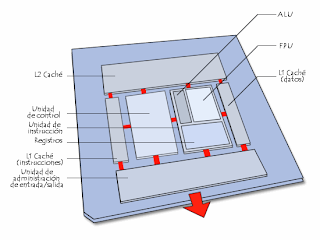 ALU
FPU
L1 Caché
(datos)
L2 Caché
Unidad
de control
Unidad de
instrucción
Registros
L1 Caché
(instrucciones)
Unidad de
administración
de entrada/salida